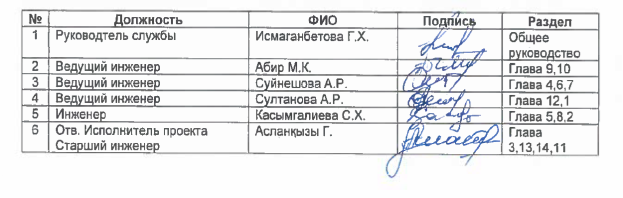 № Должность ФИО Подпись Раздел
1 Руководтель службы Исмаганбетова Г.Х. Общее
руководство
2 Ведущий инженер Абир М.К. Глава 9,10
3 Ведущий инженер Суйнешова А.Р. Глава 4,6,7
4 Ведущий инженер Султанова А.Р. Глава 12,1
5 Инженер Касымгалиева С.Х. Глава 5,8,2
6 Отв. Исполнитель проекта Асланқызы Г. Глава
Старший инженер 3,13,14,11